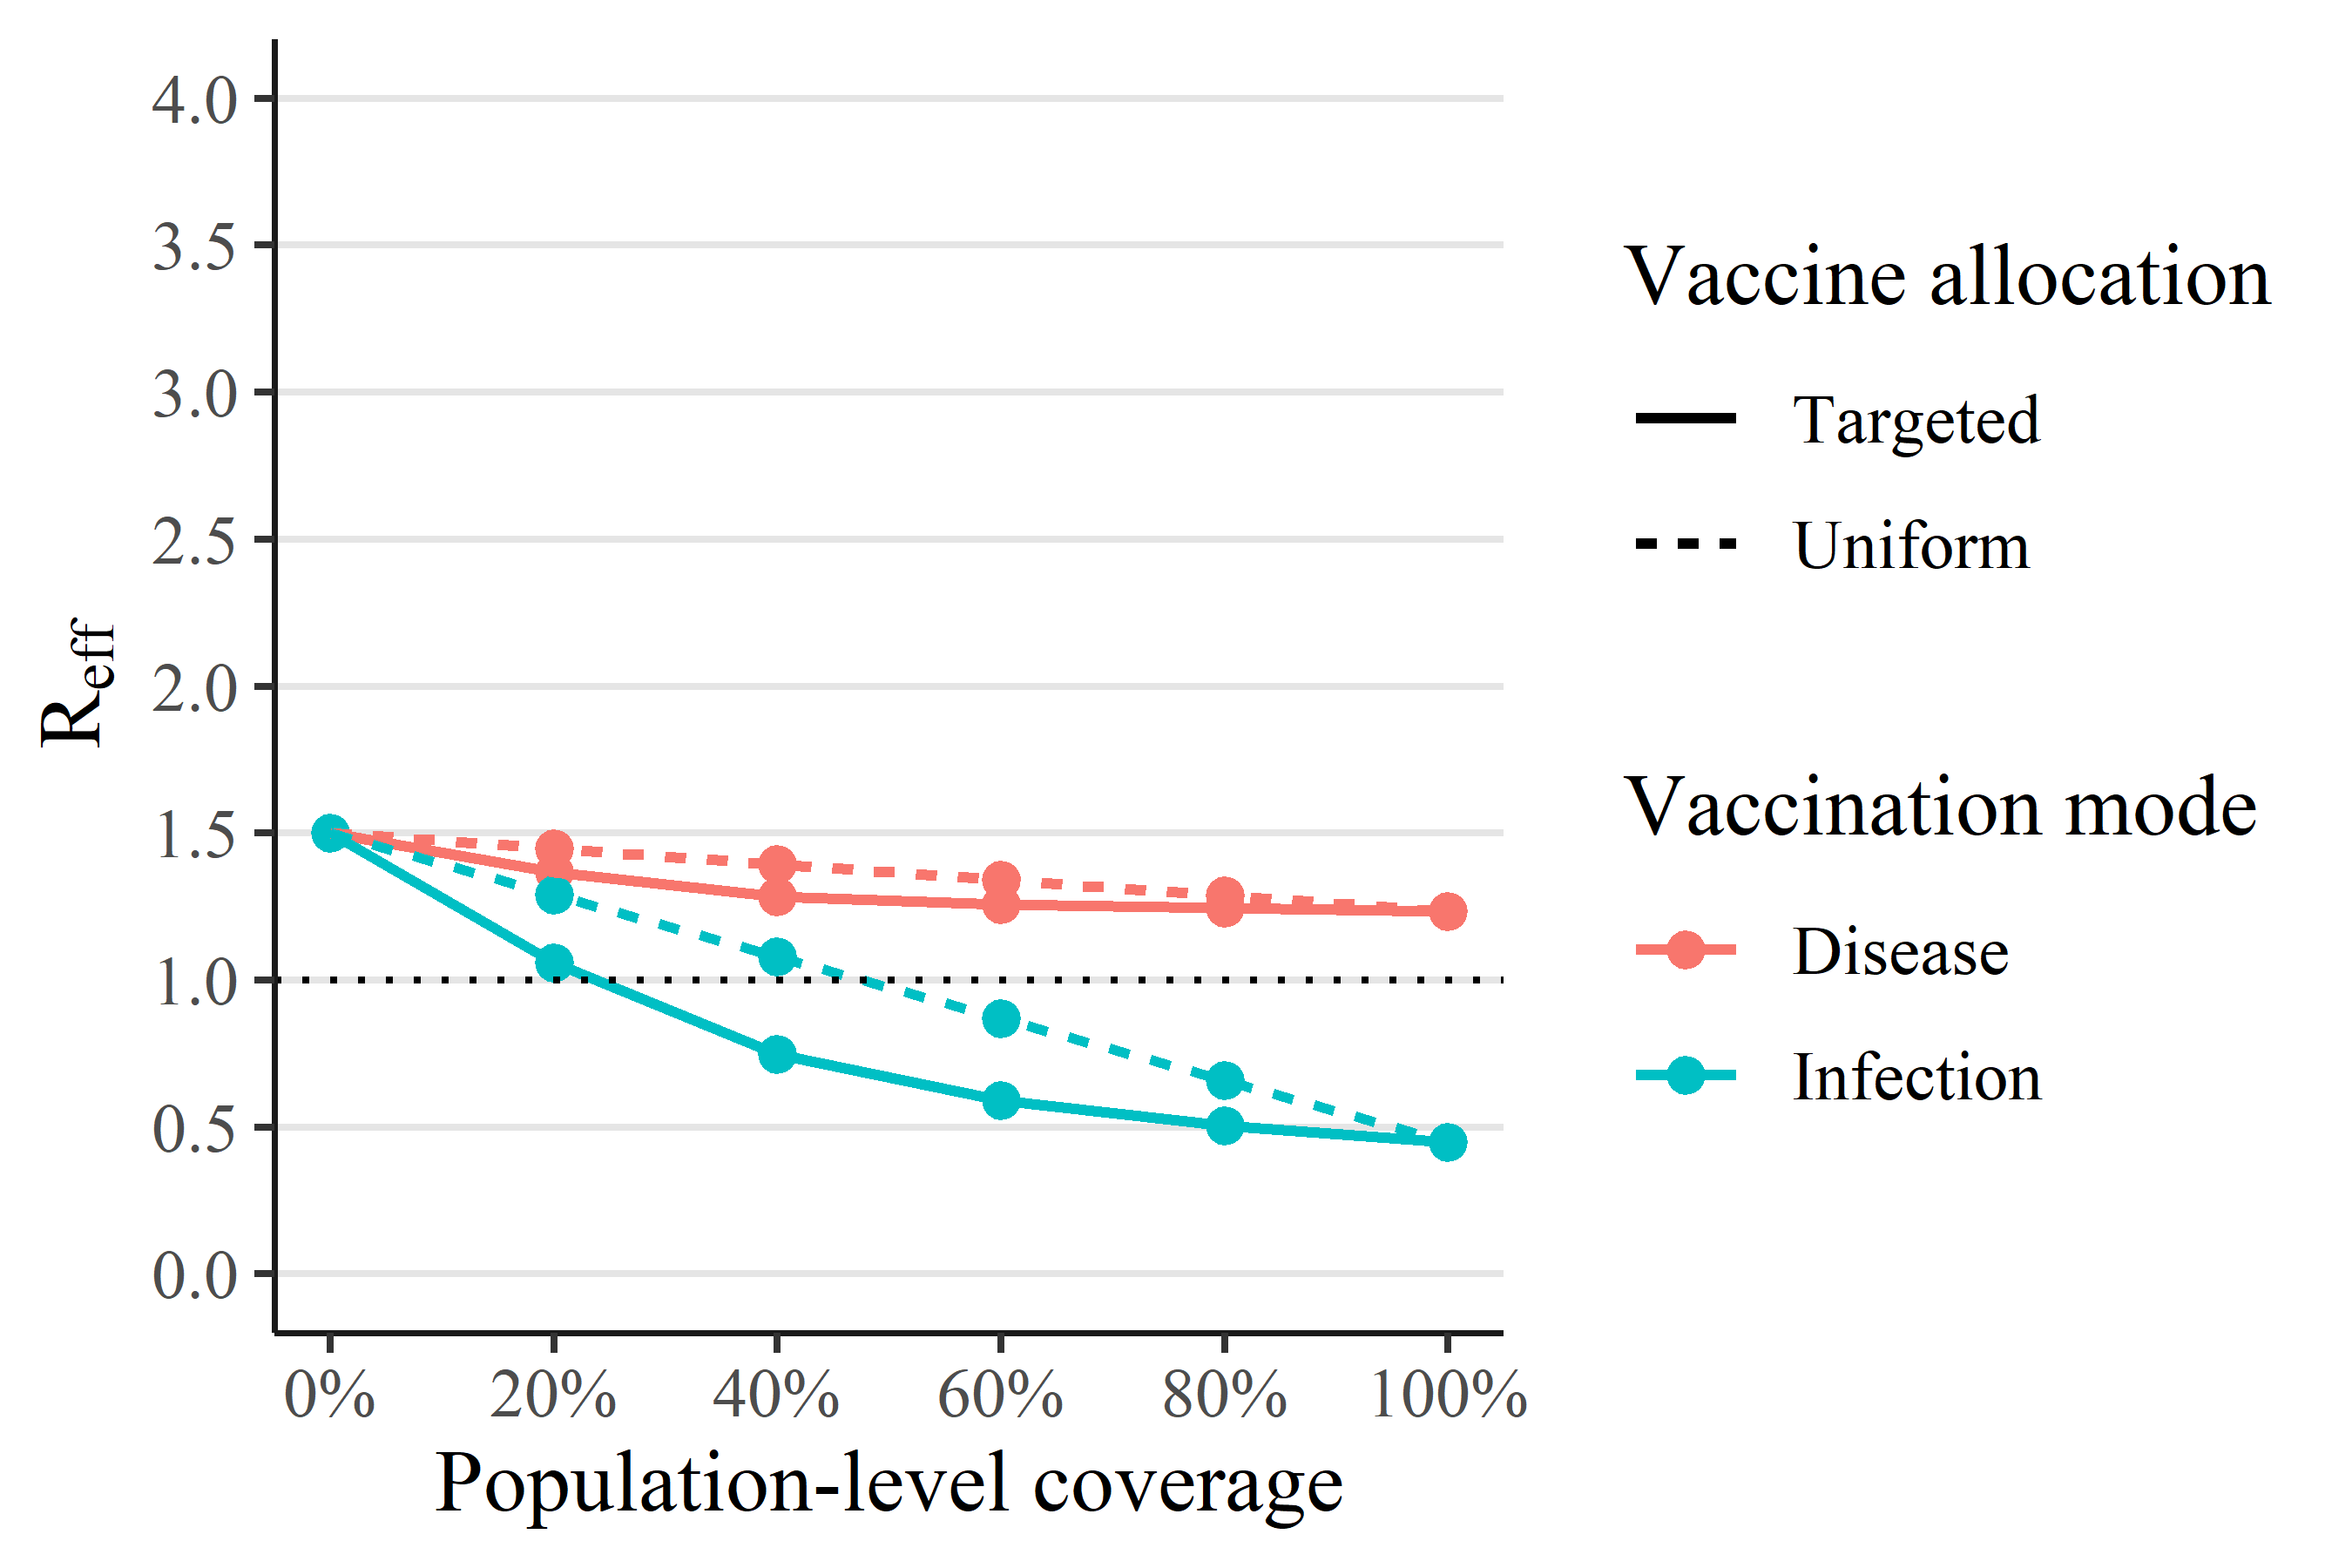 4.0
3.5
3.0
2.5
2.0
1.5
1.0
0.5
0.0
Reff
0%
20%
40%
60%
80%
100%
Population-level coverage
Vaccine allocation
Targeted
Uniform
Vaccination mode
Disease
Infection